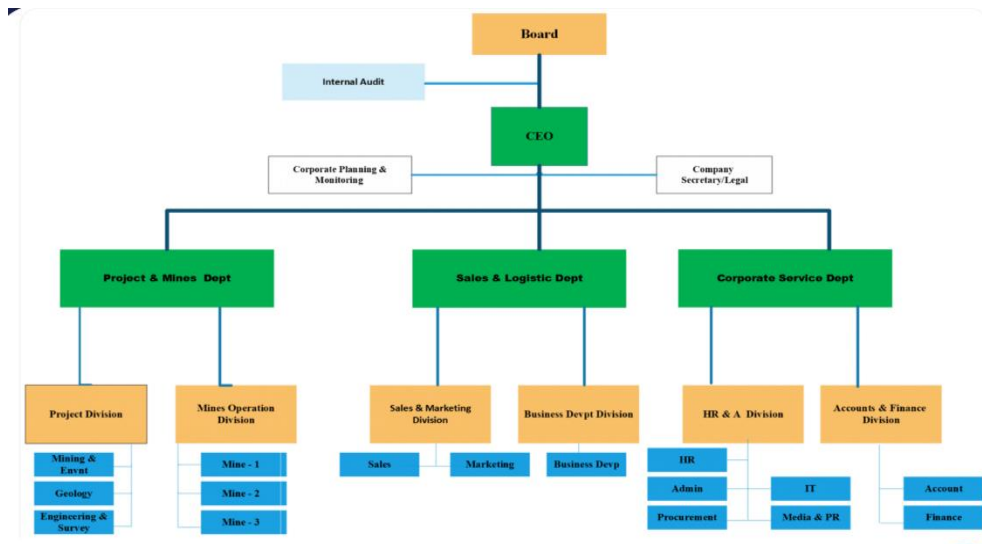 Board
Internal Audit
CEO
Corporate Planning &
Monitoring
Company
Secretary/Legal
Project & Mines Dept
Sales & Logistic Dept
Corporate Service Dept
Project Division
Mines Operation
Division
Sales & Marketing
Division
Business Devpt Division
HR & A Division
Accounts & Finance
Division
Mining &
Envnt
Geology
Engineering &
Survey
Mine - 1
Mine - 2
Mine - 3
Sales
Marketing
Business Devp
HR
Admin
IT
Procurement
Media & PR
Account
Finance